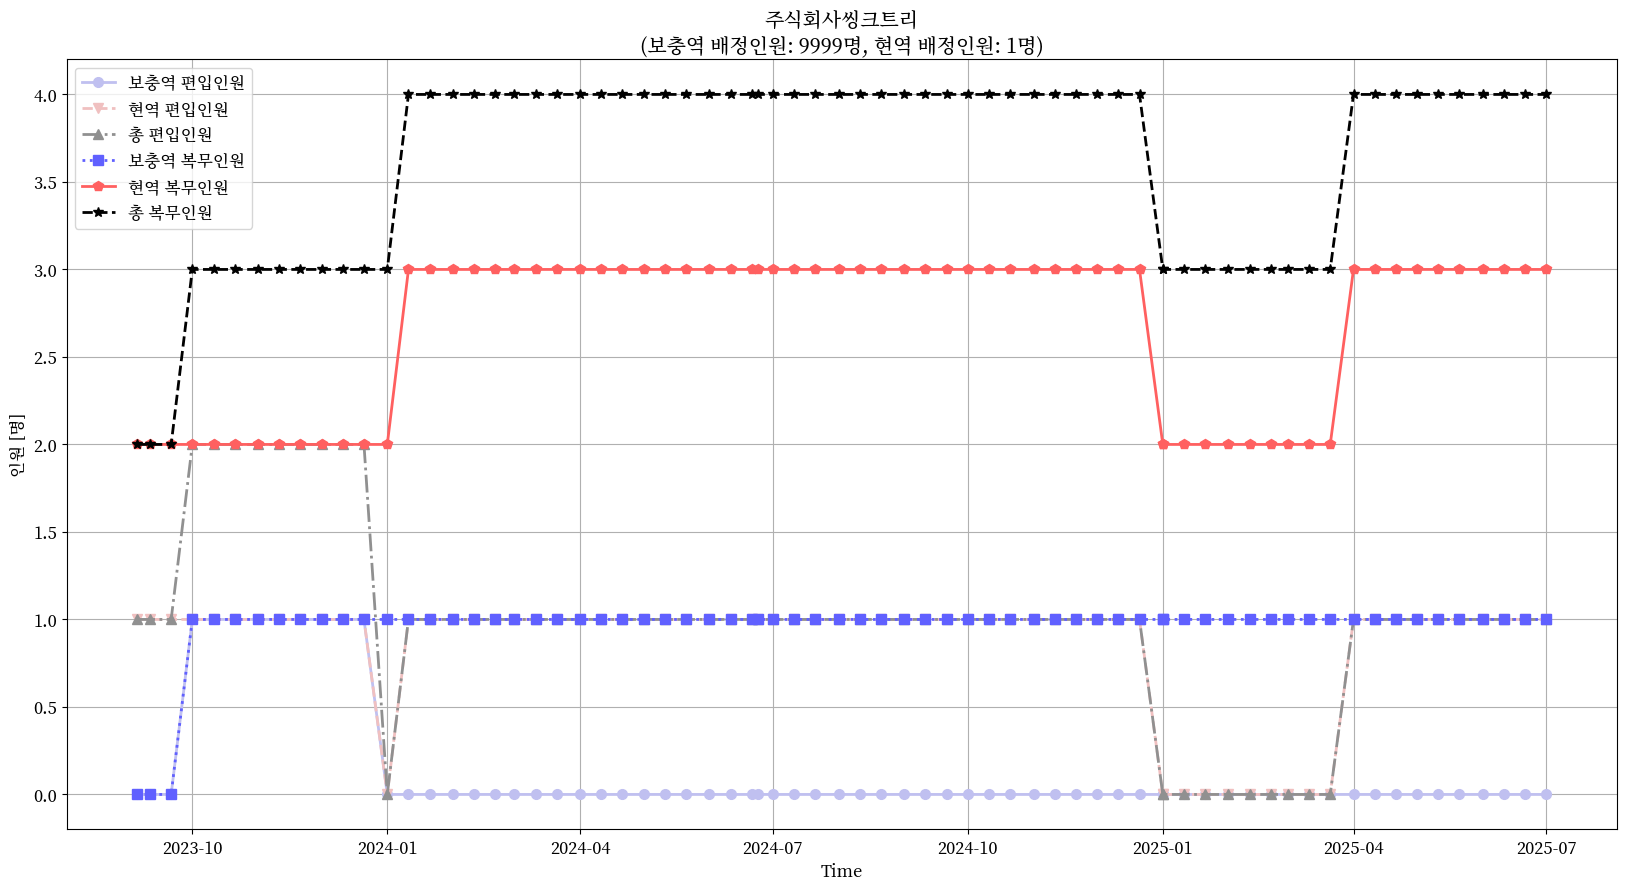 주식회사씽크트리
(보충역 배정인원: 9999명, 현역 배정인원: 1명)
보충역 편입인원
현역 편입인원
총 편입인원
보충역 복무인원
현역 복무인원
총 복무인원
4.0
3.5
3.0
2.5
2.0
1.5
1.0
0.5
0.0
인원 [명]
2023-10
2024-01
2024-04
2024-07
2024-10
2025-01
2025-04
2025-07
Time